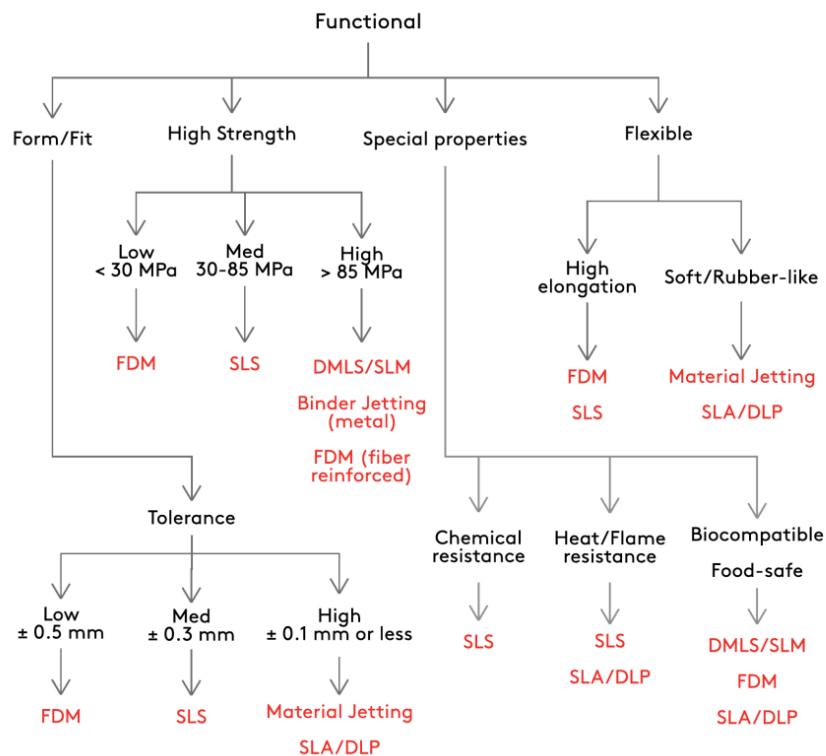 Functional
Form/Fit
High Strength
Special properties
Flexible
Low
< 30 MPa
Med
30-85 MPa
High
> 85 MPa
High
elongation
Soft/Rubber-like
FDM
SLS
DMLS/SLM
Binder Jetting
(metal)
FDM (fiber
reinforced)
FDM
SLS
Material Jetting
SLA/DLP
Tolerance
Chemical
resistance
Heat/Flame
resistance
Biocompatible
Food-safe
Low
± 0.5 mm
Med
± 0.3 mm
High
± 0.1 mm or less
SLS
SLS
SLA/DLP
DMLS/SLM
FDM
SLA/DLP
FDM
SLS
Material Jetting
SLA/DLP